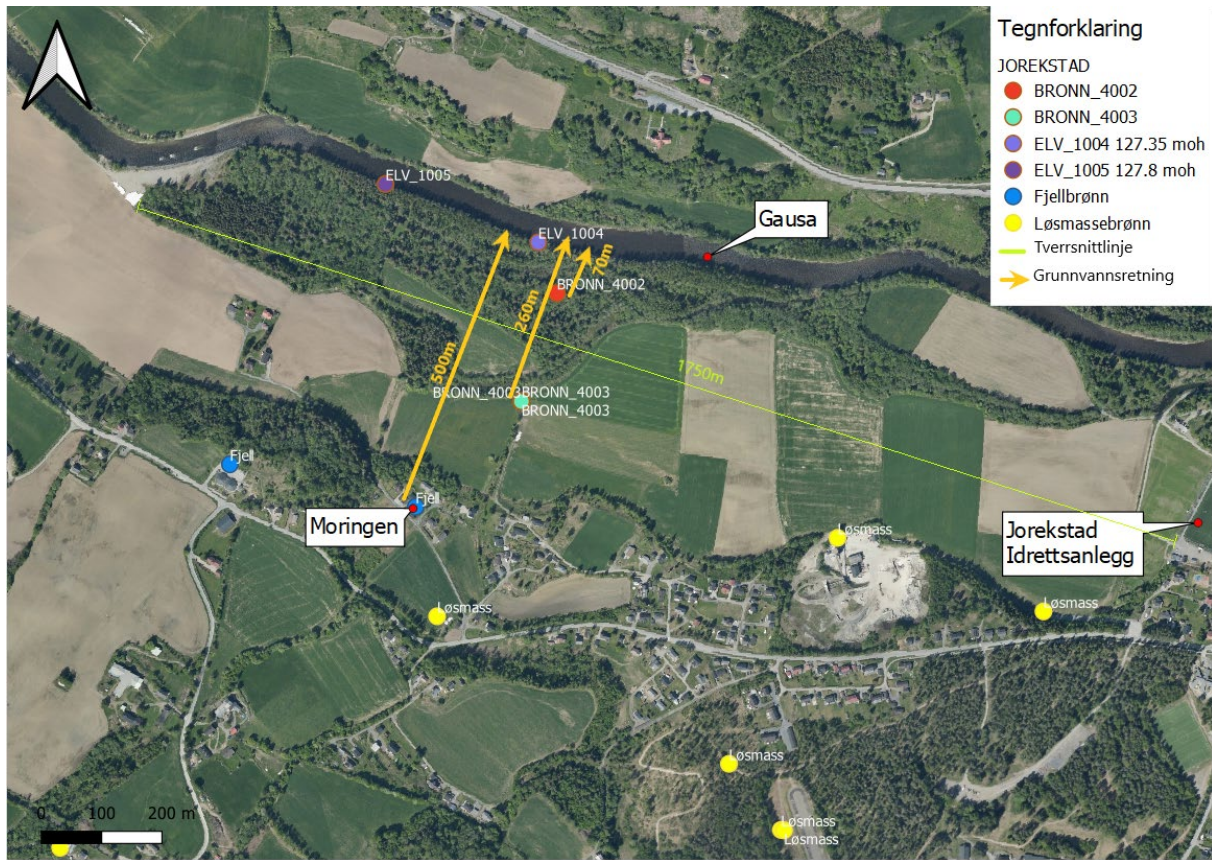 Tegnforklaring
JOREKSTAD
BRONN_4002
BRONN_4003
ELV_1004 127.35 moh
ELV_1005 127.8 moh
Fjellbrønn
Løsmassebrønn
Tverrsnittlinje
Grunnvannsretning
ELV_1005
Gausa
ELV_1004
70m
BRONN_4002
260m
500m
1750m
BRONN_4003
BRONN_4003
BRONN_4003
Fjell
Fjell
Moringen
Løsmass
Jorekstad
Idrettsanlegg
Løsmass
Løsmass
Løsmass
Løsmass
Løsmass
0 100 200 m